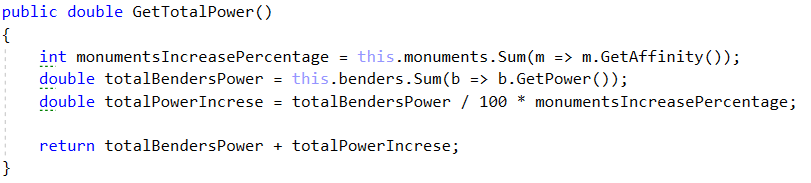 public double GetTotalPower()
{
    int monumentsIncreasePercentage = this.monuments.Sum(m => m.GetAffinity());
    double totalBendersPower = this.benders.Sum(b => b.GetPower());
    double totalPowerIncrese = totalBendersPower / 100 * monumentsIncreasePercentage;

    return totalBendersPower + totalPowerIncrese;
}